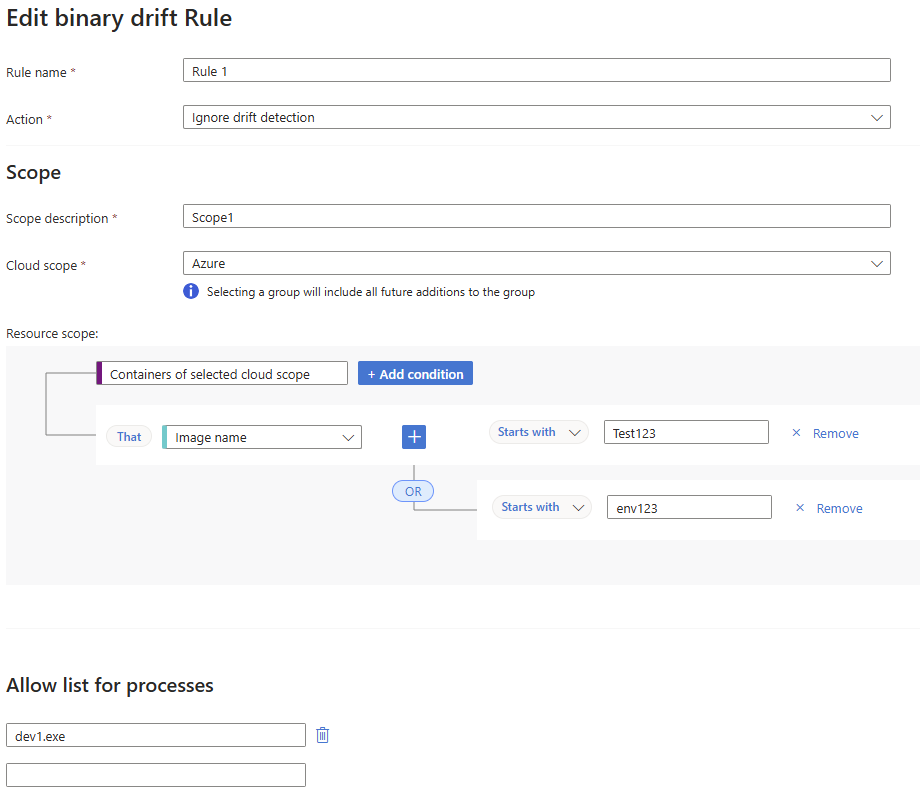 Edit binary drift Rule
Rule name *
Rule 1
Action *
Ignore drift detection
Scope
Scope description *
Scope1
Cloud scope *
Azure
Selecting a group will include all future additions to the group
Resource scope:
Containers of selected cloud scope
+ Add condition
That
Image name
Starts with
Test123
Remove
OR
Starts with
env123
Remove
Allow list for processes
dev1.exe